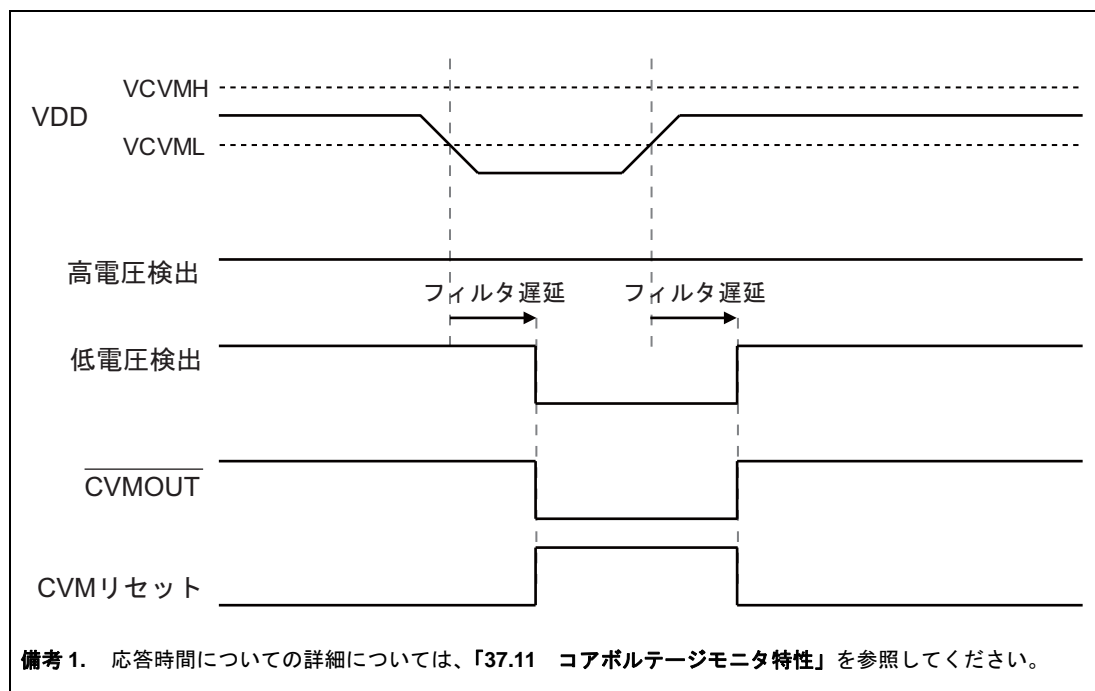 VCVMH
VDD
VCVML
高電圧検出
フィルタ遅延 フィルタ遅延
低電圧検出
CVMOUT
CVMリセット
備考 1. 応答時間についての詳細については、「37.11 コアボルテージモニタ特性」を参照してください。